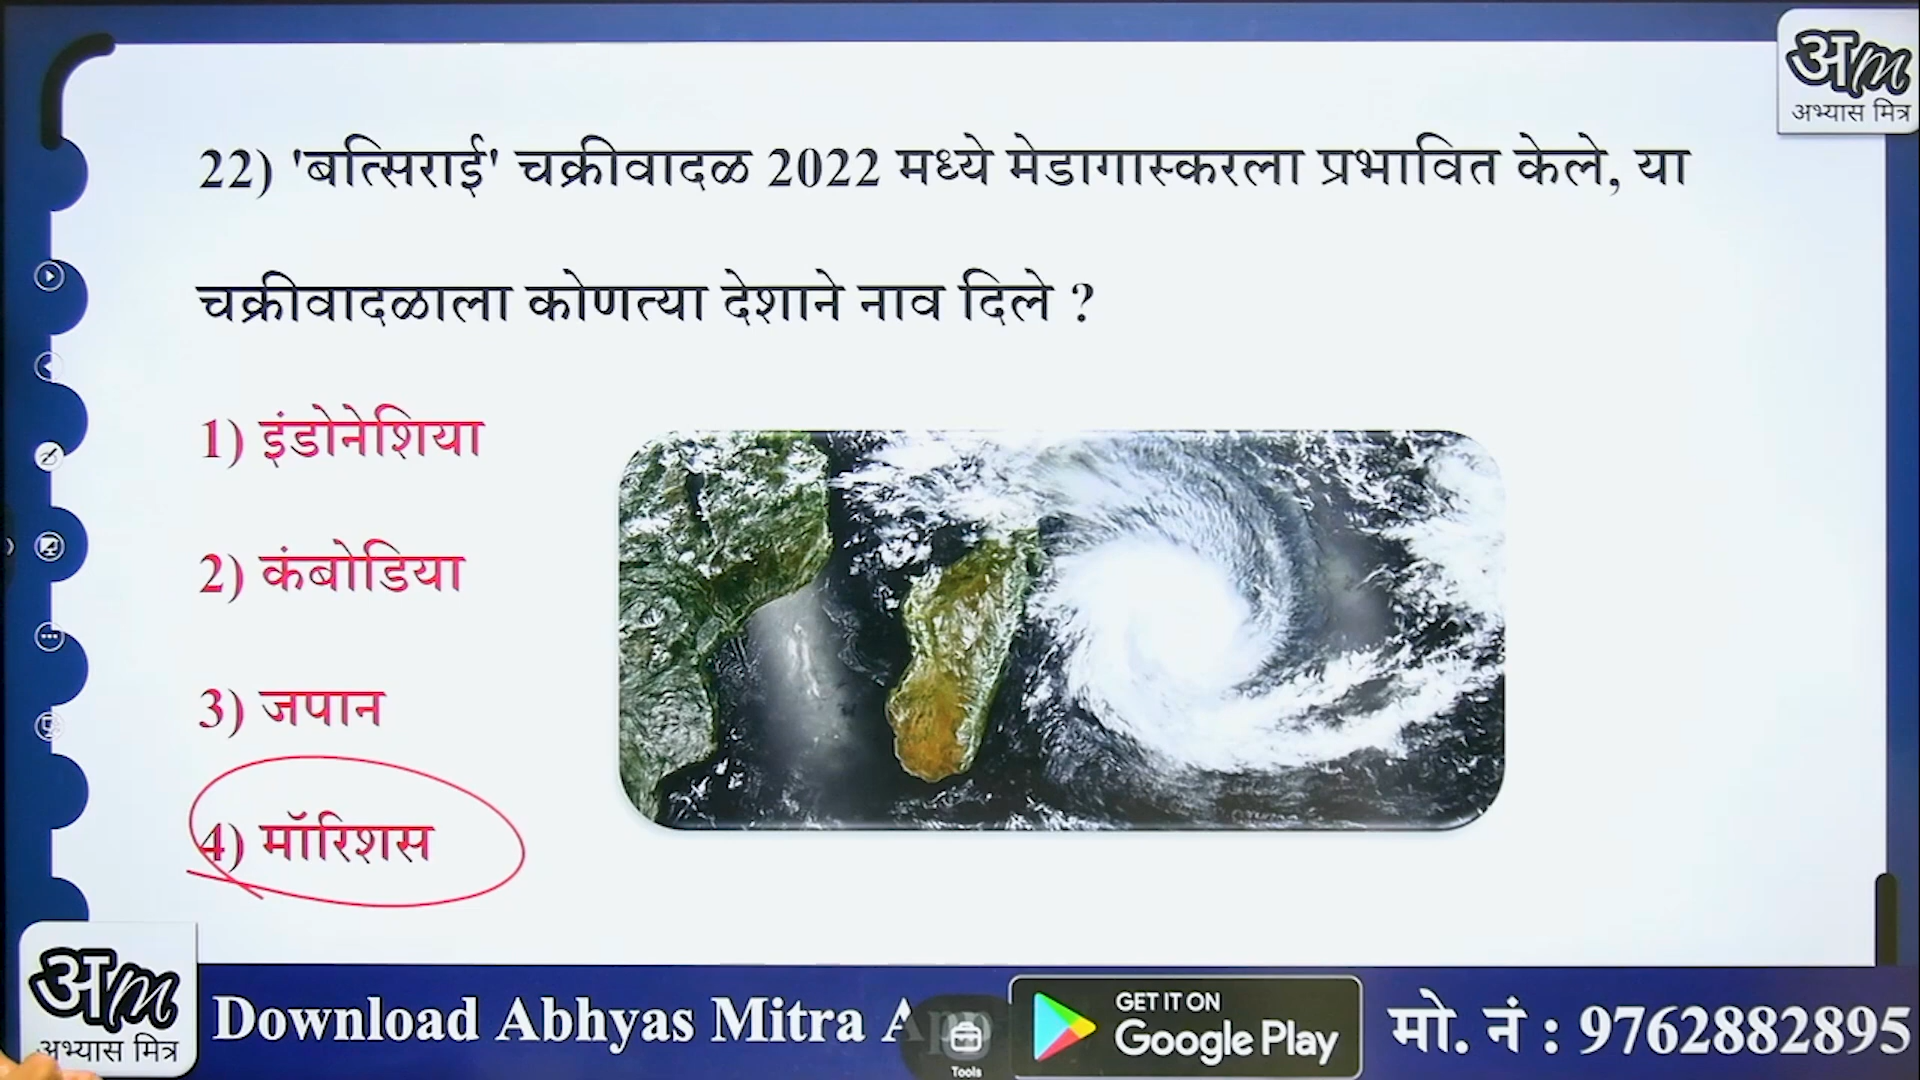 अm
अभ्यास मित्र
22) 'बत्सिराई' चक्रीवादळ 2022 मध्ये मेडागास्करला प्रभावित केले, या
चक्रीवादळाला कोणत्या देशाने नाव दिले ?
1) इंडोनेशिया
2) कंबोडिया
3) जपान
4) मॉरिशस
अm
अभ्यास मित्र
Download Abhyas Mitra App
Tools
GET IT ON
Google Play
मो. नं : 9762882895